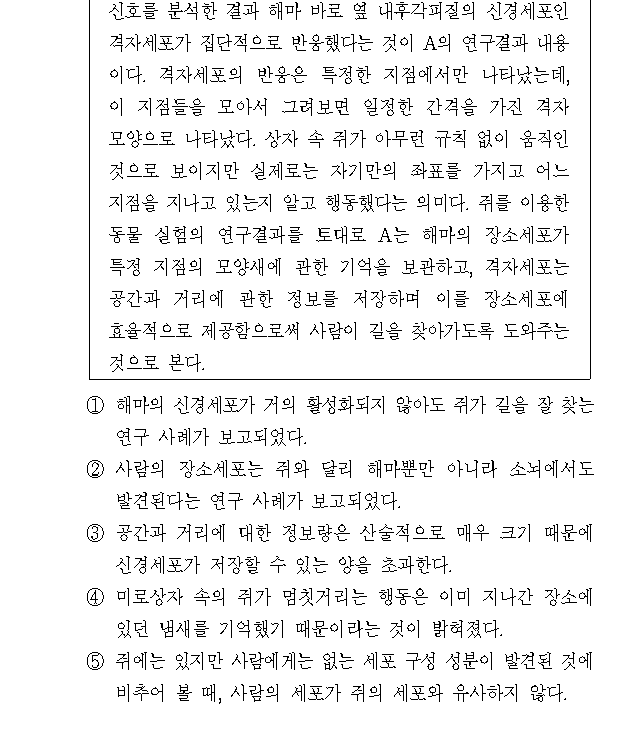 신호를 분석한 결과 해마 바로 옆 내후각피질의 신경세포인
격자세포가 집단적으로 반응했다는 것이 A의 연구결과 내용
이다. 격자세포의 반응은 특정한 지점에서만 나타났는데,
이 지점들을 모아서 그려보면 일정한 간격을 가진 격자
모양으로 나타났다. 상자 속 쥐가 아무런 규칙 없이 움직인
것으로 보이지만 실제로는 자기만의 좌표를 가지고 어느
지점을 지나고 있는지 알고 행동했다는 의미다. 쥐를 이용한
동물 실험의 연구결과를 토대로 A는 해마의 장소세포가
특정 지점의 모양새에 관한 기억을 보관하고, 격자세포는
공간과 거리에 관한 정보를 저장하며 이를 장소세포에
효율적으로 제공함으로써 사람이 길을 찾아가도록 도와주는
것으로 본다.
① 해마의 신경세포가 거의 활성화되지 않아도 쥐가 길을 잘 찾는
연구 사례가 보고되었다.
② 사람의 장소세포는 쥐와 달리 해마뿐만 아니라 소뇌에서도
발견된다는 연구 사례가 보고되었다.
③ 공간과 거리에 대한 정보량은 산술적으로 매우 크기 때문에
신경세포가 저장할 수 있는 양을 초과한다.
④ 미로상자 속의 쥐가 멈칫거리는 행동은 이미 지나간 장소에
있던 냄새를 기억했기 때문이라는 것이 밝혀졌다.
⑤ 쥐에는 있지만 사람에게는 없는 세포 구성 성분이 발견된 것에
비추어 볼 때, 사람의 세포가 쥐의 세포와 유사하지 않다.